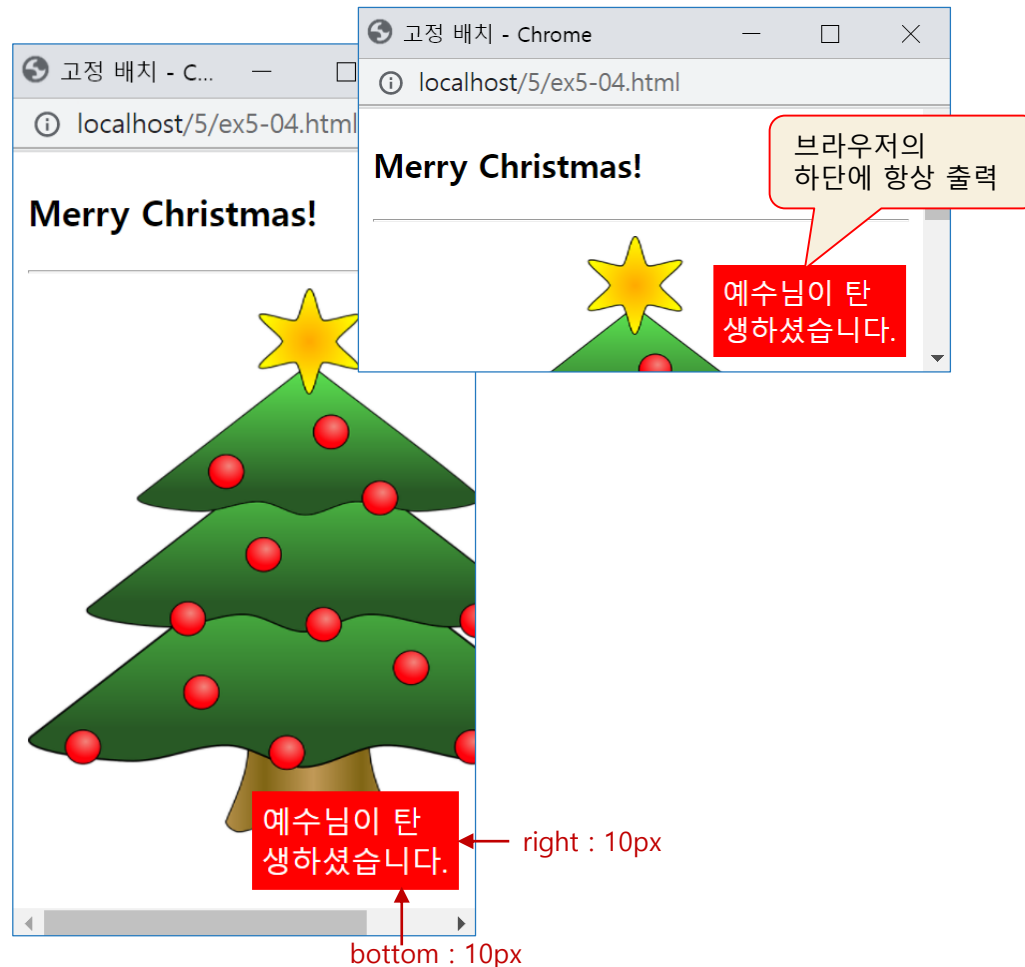 고정 배치 - C...
localhost/5/ex5-04.html
Merry Christmas!
예수님이 탄
생하셨습니다.
right : 10px
bottom : 10px
고정 배치 - Chrome
localhost/5/ex5-04.html
Merry Christmas!
브라우저의
하단에 항상 출력
예수님이 탄
생하셨습니다.